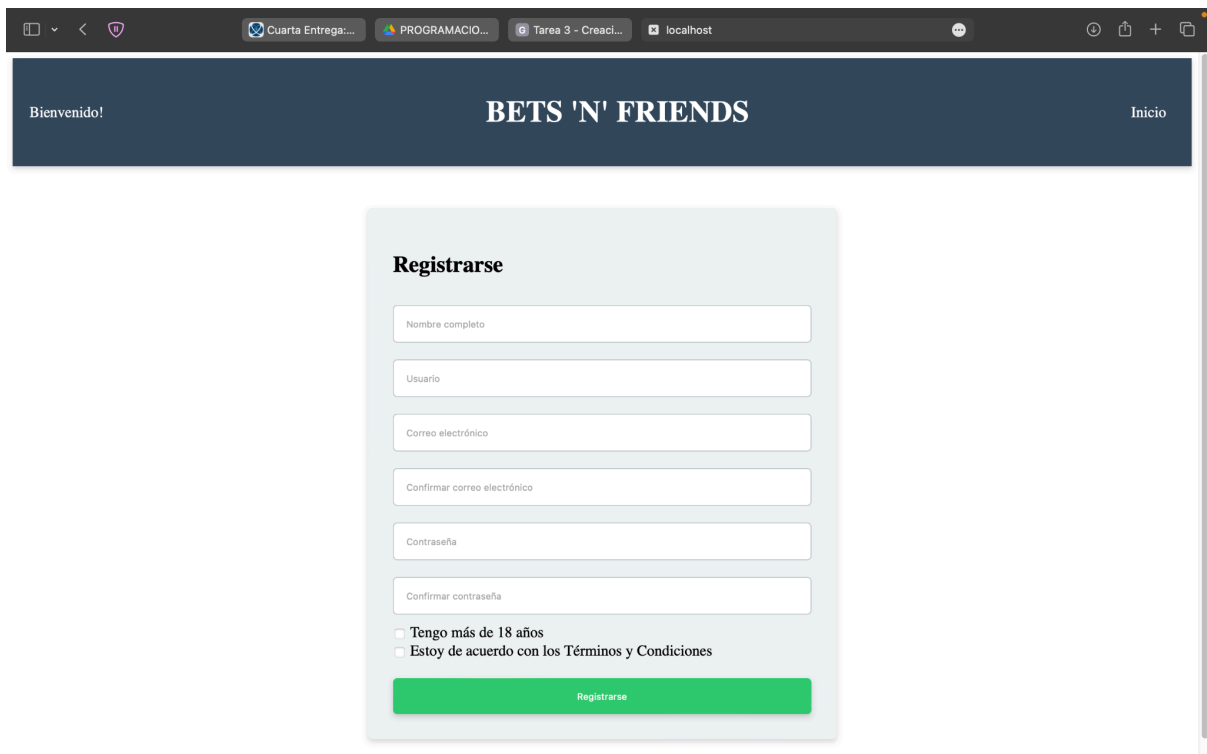 Cuarta Entrega:... PROGRAMACIO... G Tarea 3 - Creaci... localhost
Bienvenido! BETS 'N' FRIENDS Inicio
Registrarse
Nombre completo
Usuario
Correo electrónico
Confirmar correo electrónico
Contraseña
Confirmar contraseña
Tengo más de 18 años
Estoy de acuerdo con los Términos y Condiciones
Registrarse